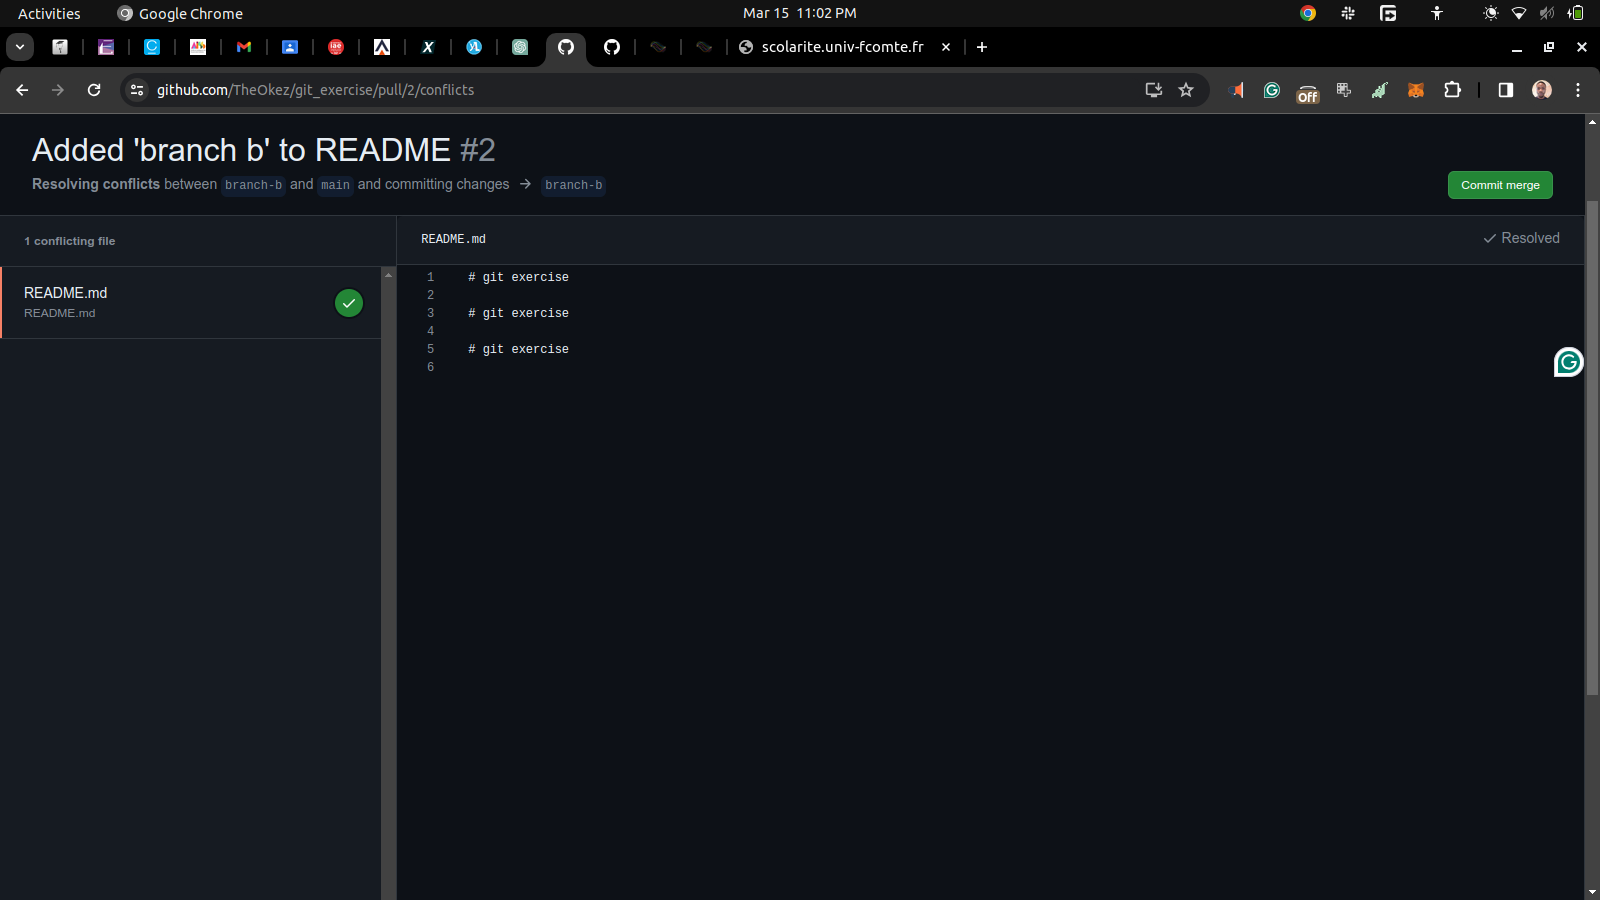 Activities Google Chrome Mar 15 11:02 PM
scolarite.univ-fcomte.fr
github.com/TheOkez/git_exercise/pull/2/conflicts
Off
Added 'branch b' to README #2
Resolving conflicts between branch-b and main and committing changes → branch-b
Commit merge
1 conflicting file
README.md
README.md
README.md
Resolved
1 # git exercise
2
3 # git exercise
4
5 # git exercise
6